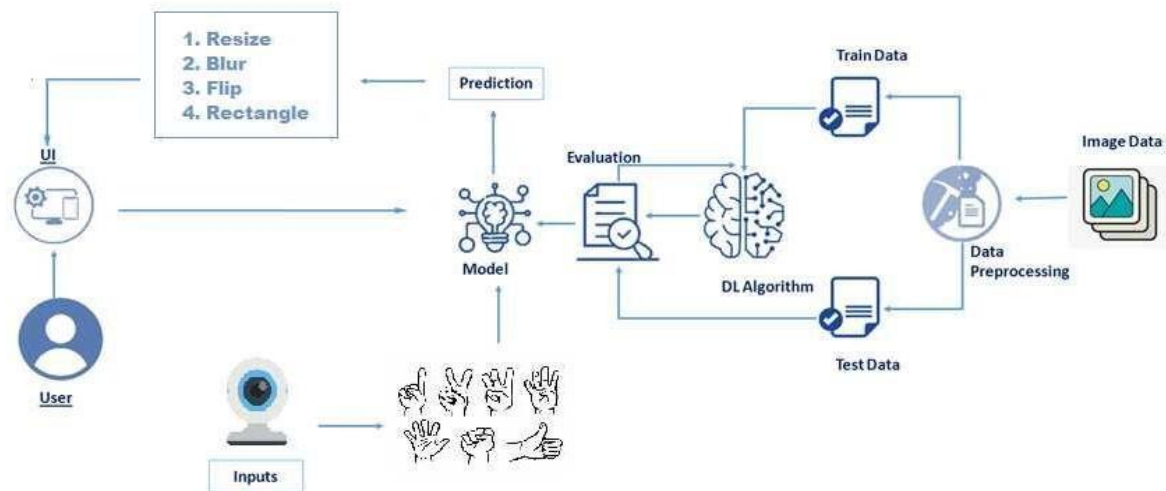 1. Resize
2. Blur
3. Flip
4. Rectangle
Prediction
Train Data
Image Data
UI
Evaluation
Model
DL Algorithm
Data
Preprocessing
Test Data
User
Inputs